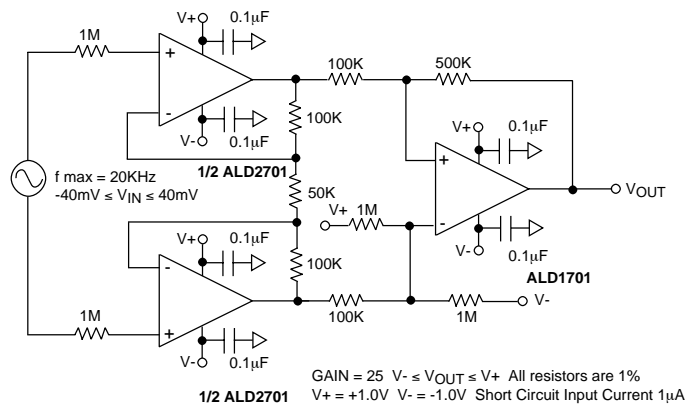 V+
0.1μF
1M
+
-
0.1μF
V-
1/2 ALD2701
100K
50K
100K
100K
500K
V+
0.1μF
+
-
VOUT
V-
0.1μF
ALD1701
f max = 20KHz
-40mV ≤ VIN ≤ 40mV
V+
1M
V+
0.1μF
-
+
1M
100K
1M
V-
0.1μF
V-
1/2 ALD2701
GAIN = 25 V- ≤ VOUT ≤ V+ All resistors are 1%
V+ = +1.0V V- = -1.0V Short Circuit Input Current 1μA